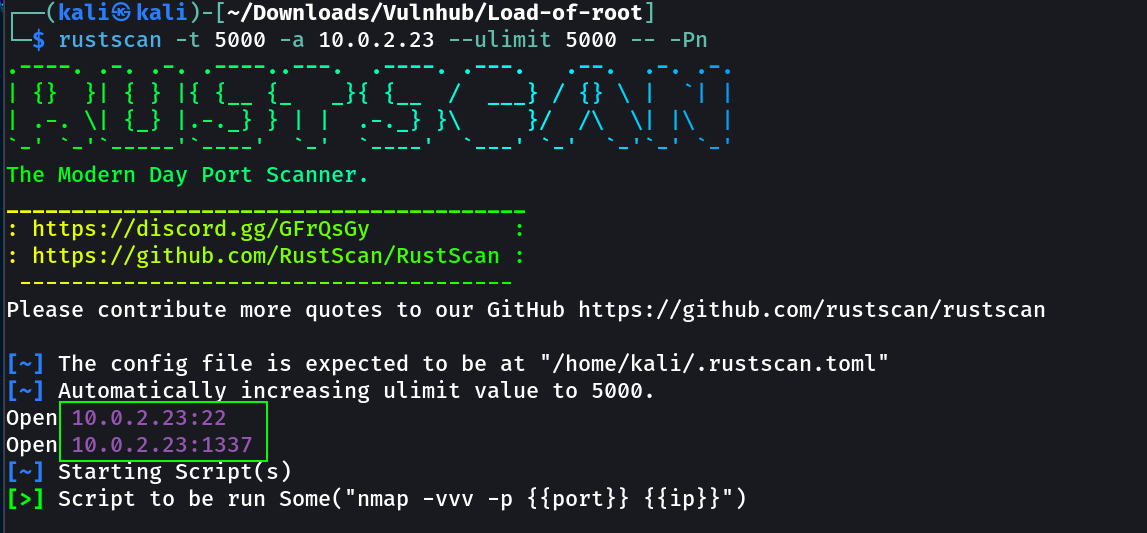 ┌──(kali㉿kali)-[~/Downloads/Vulnhub/Load-of-root]
└─$ rustscan -t 5000 -a 10.0.2.23 --ulimit 5000 -- -Pn
.----. .-. .-. .----..---.  .----. .---.   .--.  .-. .-.
| {}  }| { } |{ {__ {_   _}{ {__  /  ___} / {} \ |  `| |
| .-. \| {_} |.-._} } | |  .-._} }\     }/  /\  \| |\  |
`-' `-'`-----'`----'  `-'  `----'  `---' `-'  `-'`-' `-'
The Modern Day Port Scanner.
________________________________________
: https://discord.gg/GFrQsGy           :
: https://github.com/RustScan/RustScan :
 --------------------------------------
Please contribute more quotes to our GitHub https://github.com/rustscan/rustscan
[~] The config file is expected to be at "/home/kali/.rustscan.toml"
[~] Automatically increasing ulimit value to 5000.
Open 10.0.2.23:22
Open 10.0.2.23:1337
[~] Starting Script(s)
[>] Script to be run Some("nmap -vvv -p {{port}} {{ip}}")